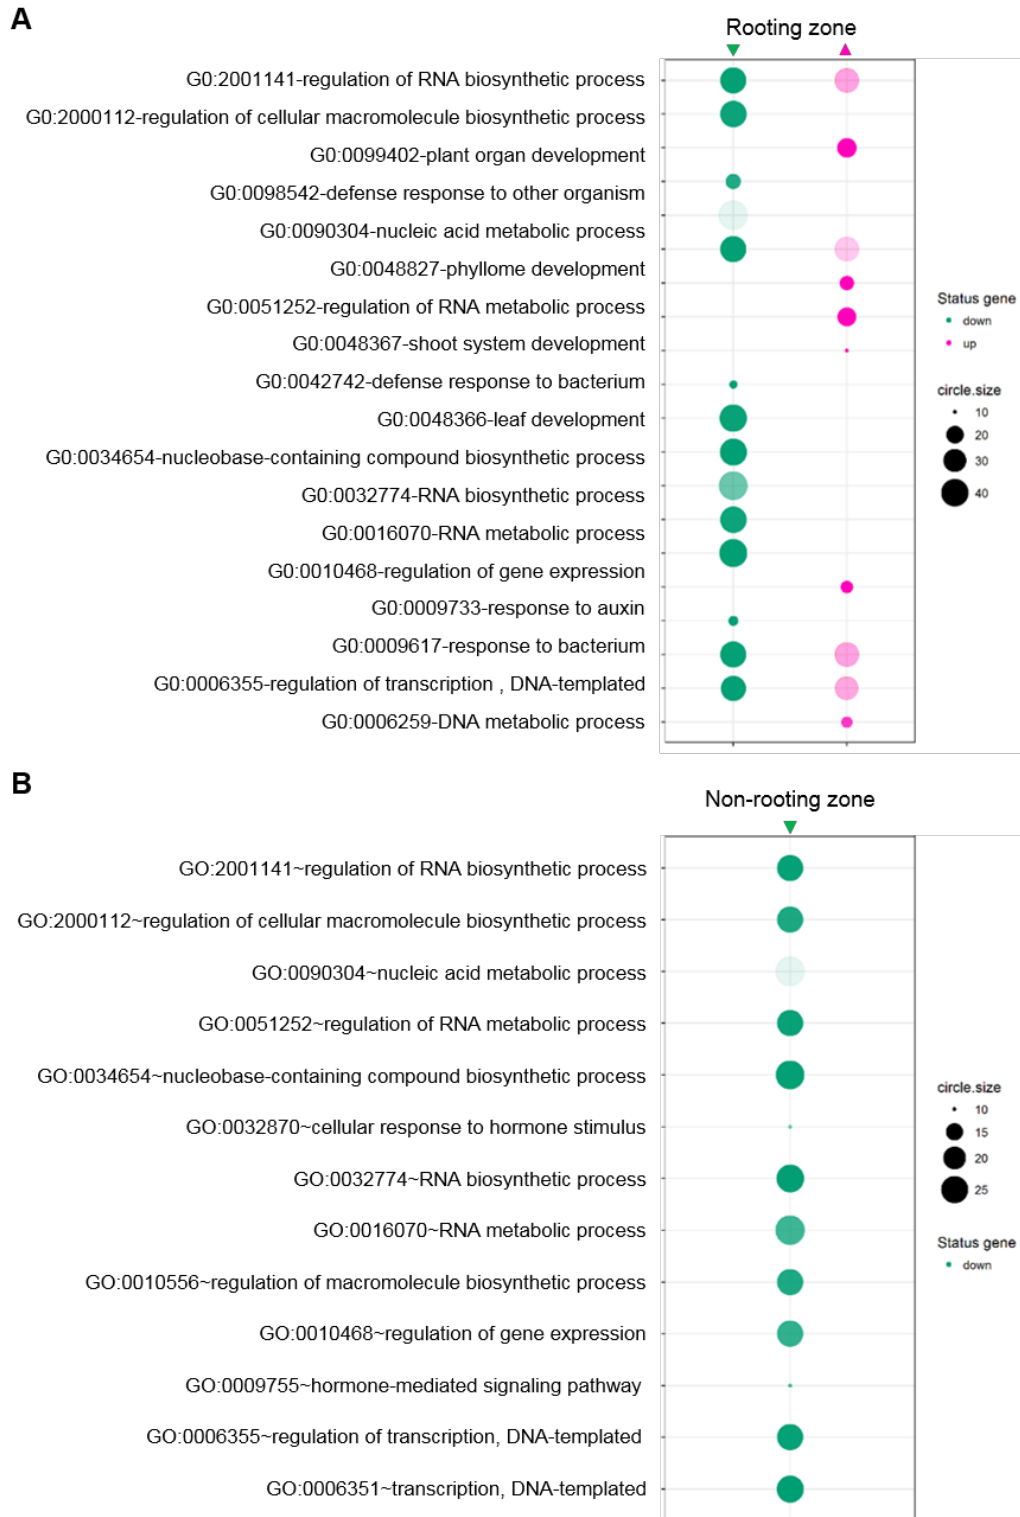 A
Rooting zone
G0:2001141-regulation of RNA biosynthetic process
G0:2000112-regulation of cellular macromolecule biosynthetic process
G0:0099402-plant organ development
G0:0098542-defense response to other organism
G0:0090304-nucleic acid metabolic process
G0:0048827-phyllome development
G0:0051252-regulation of RNA metabolic process
G0:0048367-shoot system development
G0:0042742-defense response to bacterium
G0:0048366-leaf development
G0:0034654-nucleobase-containing compound biosynthetic process
G0:0032774-RNA biosynthetic process
G0:0016070-RNA metabolic process
G0:0010468-regulation of gene expression
G0:0009733-response to auxin
G0:0009617-response to bacterium
G0:0006355-regulation of transcription , DNA-templated
G0:0006259-DNA metabolic process
Status gene
down
up
circle.size
10
20
30
40
B
Non-rooting zone
GO:2001141~regulation of RNA biosynthetic process
GO:2000112~regulation of cellular macromolecule biosynthetic process
GO:0090304~nucleic acid metabolic process
GO:0051252~regulation of RNA metabolic process
GO:0034654~nucleobase-containing compound biosynthetic process
GO:0032870~cellular response to hormone stimulus
GO:0032774~RNA biosynthetic process
GO:0016070~RNA metabolic process
GO:0010556~regulation of macromolecule biosynthetic process
GO:0010468~regulation of gene expression
GO:0009755~hormone-mediated signaling pathway
GO:0006355~regulation of transcription, DNA-templated
GO:0006351~transcription, DNA-templated
circle.size
10
15
20
25
Status gene
down